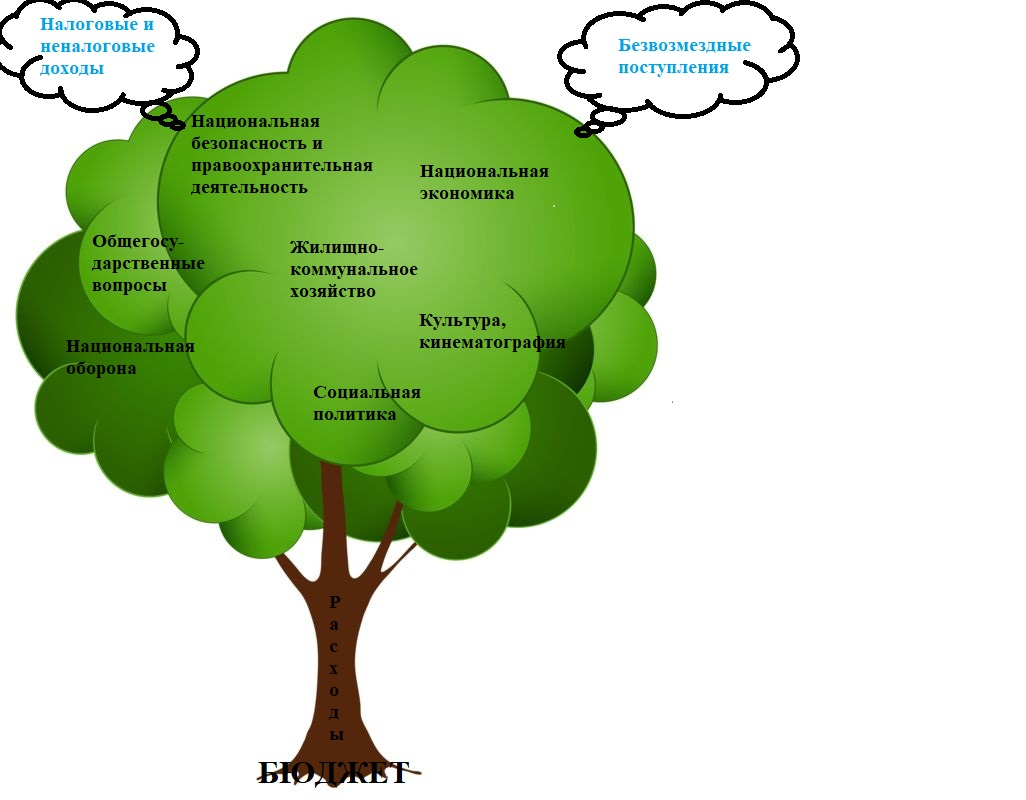 Налоговые и
неналоговые
доходы
Безвозмездные
поступления
Национальная
безопасность и
правоохранительная
деятельность
Национальная
экономика
Общегосу-
дарственные
вопросы
Жилишно-
коммунальное
хозяйство
Культура,
кинематография
Национальная
оборона
Социальная
политика
Р
а
с
х
о
д
ы
БЮДЖЕТ